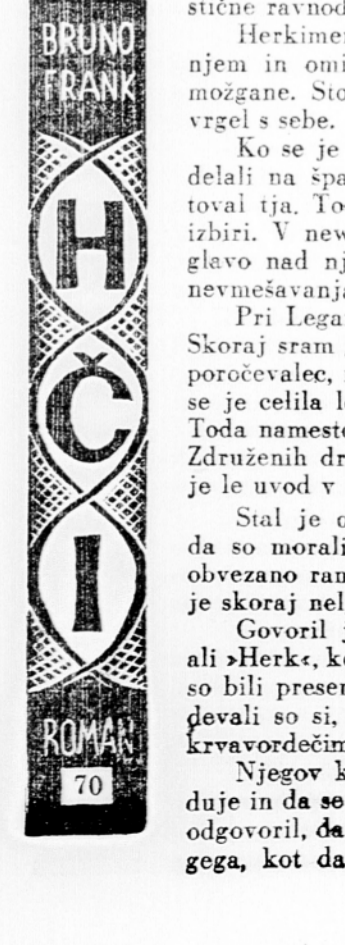 BRUNO
FRANK
H
Č
I
ROMAN
70
stične ravnod
Herkimer
njem in omi
možgane. Sto
vrgel s sebe.
Ko se je
delali na špa
toval tja. To
izbiri. V new
glavo nad nj
nevmešavanja
Pri Lega
Skoraj sram
poročevalec,
se je celila l
Toda namest
Združenih dr
je le uvod v
Stal je
da so morali
obvezano ran
je skoraj nel
Govoril j
ali »Herk«, k
so bili presen
devali so si,
krvavordečim
Njegov k
duje in da se
odgovoril, da
gega, kot da